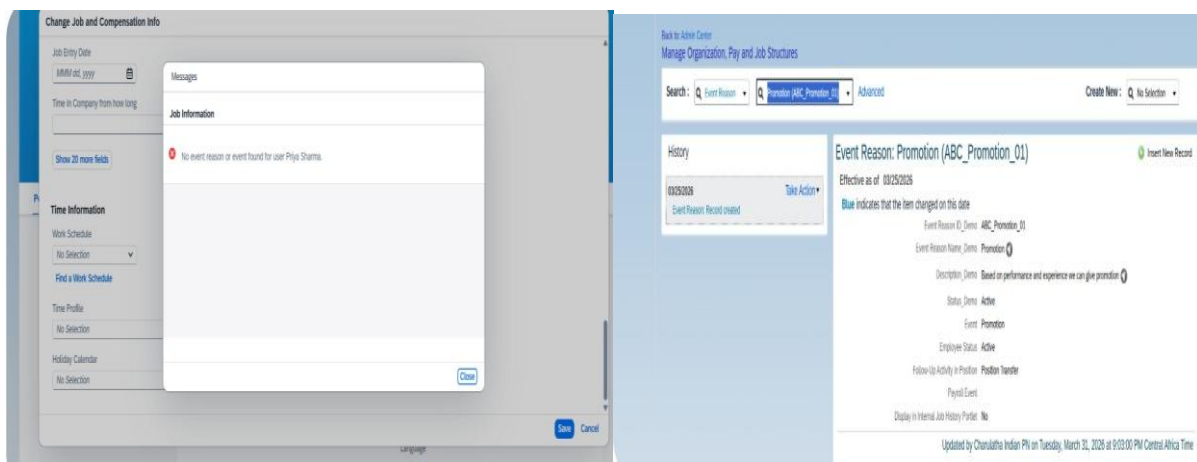 Change Job and Compensation Info
Job Entry Date
MMM dd, yyyy
Time in Company from how long
Show 20 more fields
Time Information
Work Schedule
No Selection
Find a Work Schedule
Time Profile
No Selection
Holiday Calendar
No Selection
Messages
Job Information
No event reason or event found for user Priya Sharma.
Close
Save Cancel
Language
Back to Admin Center
Manage Organization, Pay and Job Structures
Search : Event Reason Promotion (ABC_Promotion_01) Advanced
Create New : No Selection
History
03/25/2026 Take Action
Event Reason: Record created
Event Reason: Promotion (ABC_Promotion_01)
Insert New Record
Effective as of 03/25/2026
Blue indicates that the item changed on this date
Event Reason ID_Demo ABC_Promotion_01
Event Reason Name_Demo Promotion
Description_Demo Based on performance and experience we can give promotion
Status_Demo Active
Event Promotion
Employee Status Active
Follow-Up Activity in Position Position Transfer
Payroll Event
Display in Internal Job History Portlet No
Updated by Charulatha Indian PN on Tuesday, March 31, 2026 at 9:03:00 PM Central Africa Time